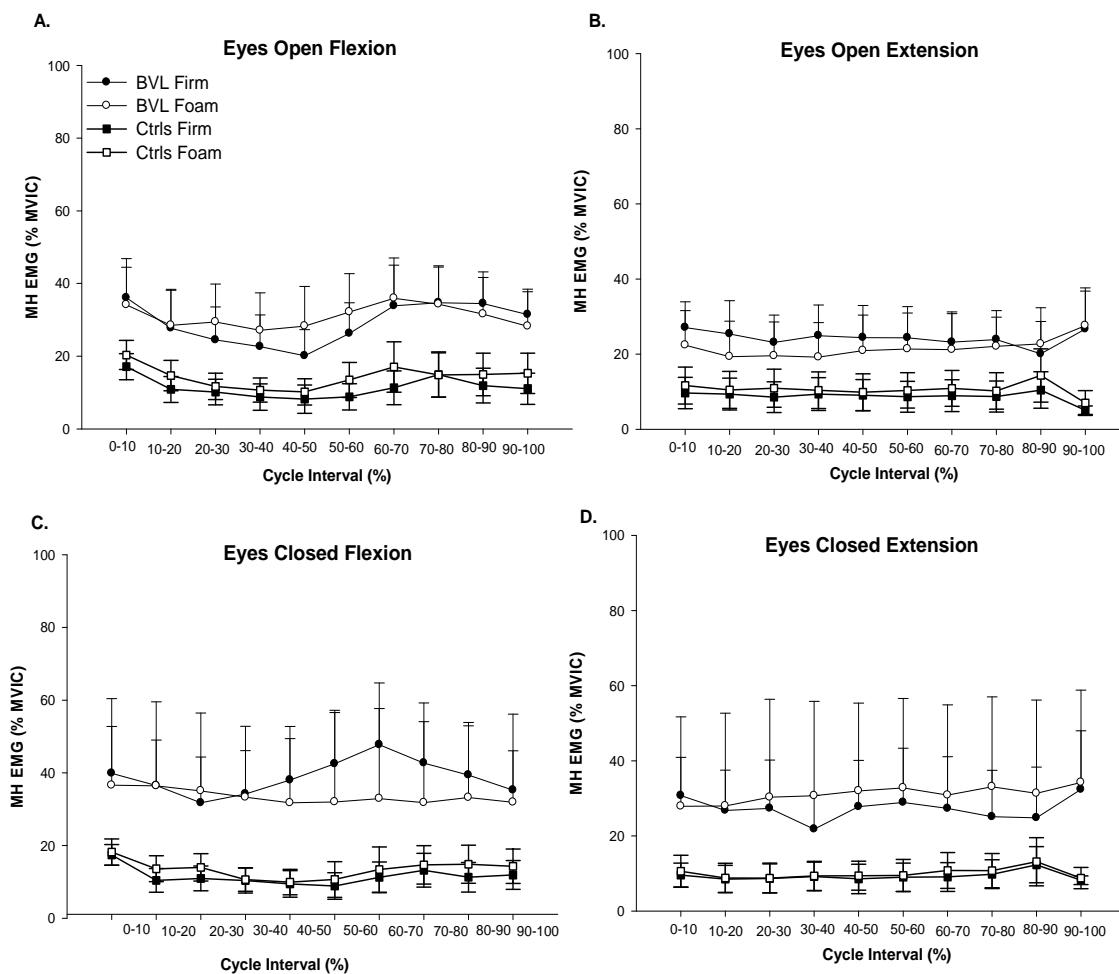 A.
Eyes Open Flexion
100
80
60
40
20
0
MH EMG (% MVIC)
BVL Firm
BVL Foam
Ctrls Firm
Ctrls Foam
0-10 10-20 20-30 30-40 40-50 50-60 60-70 70-80 80-90 90-100
Cycle Interval (%)
B.
Eyes Open Extension
100
80
60
40
20
0
MH EMG (% MVIC)
0-10 10-20 20-30 30-40 40-50 50-60 60-70 70-80 80-90 90-100
Cycle Interval (%)
C.
Eyes Closed Flexion
100
80
60
40
20
0
MH EMG (% MVIC)
0-10 10-20 20-30 30-40 40-50 50-60 60-70 70-80 80-90 90-100
Cycle Interval (%)
D.
Eyes Closed Extension
100
80
60
40
20
0
MH EMG (% MVIC)
0-10 10-20 20-30 30-40 40-50 50-60 60-70 70-80 80-90 90-100
Cycle Interval (%)